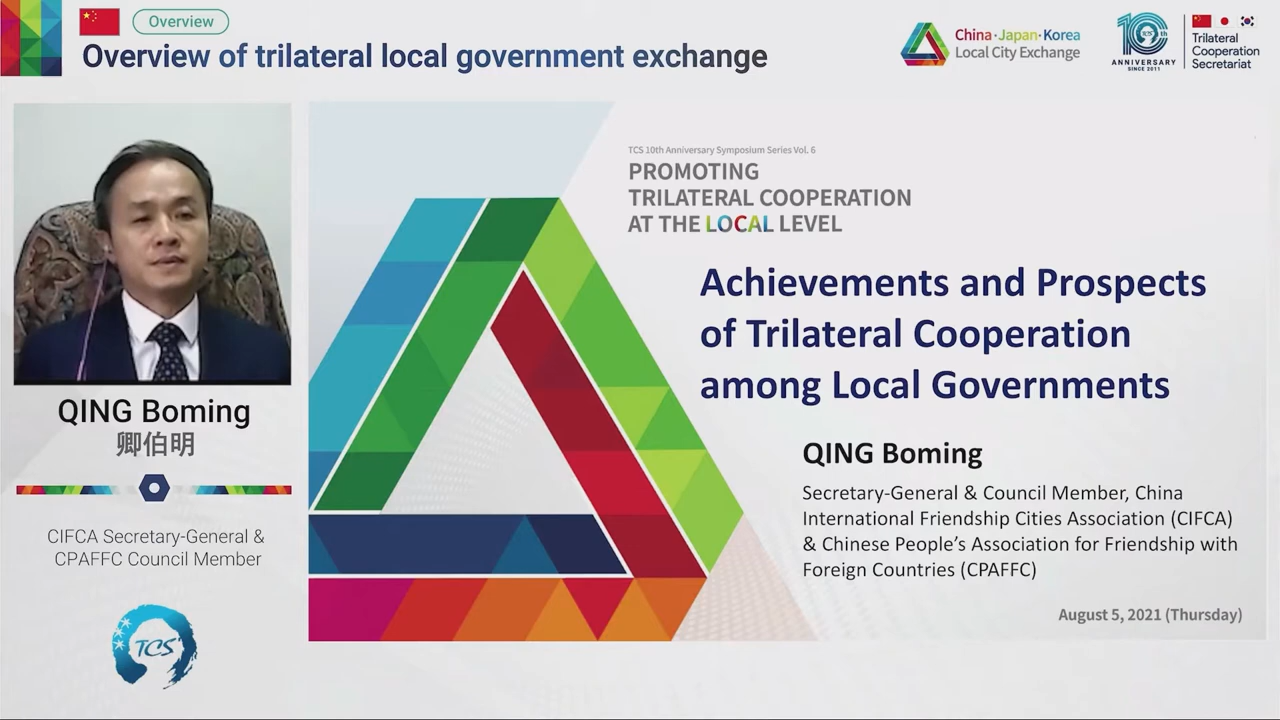 Overview
Overview of trilateral local government exchange
China·Japan·Korea
Local City Exchange
10th
TCS
ANNIVERSARY
SINCE 2011
Trilateral
Cooperation
Secretariat
TCS 10th Anniversary Symposium Series Vol. 6
PROMOTING
TRILATERAL COOPERATION
AT THE LOCAL LEVEL
Achievements and Prospects
of Trilateral Cooperation
among Local Governments
QING Boming
Secretary-General & Council Member, China
International Friendship Cities Association (CIFCA)
& Chinese People's Association for Friendship with
Foreign Countries (CPAFFC)
August 5, 2021 (Thursday)
QING Boming
卿伯明
CIFCA Secretary-General &
CPAFFC Council Member
TCS